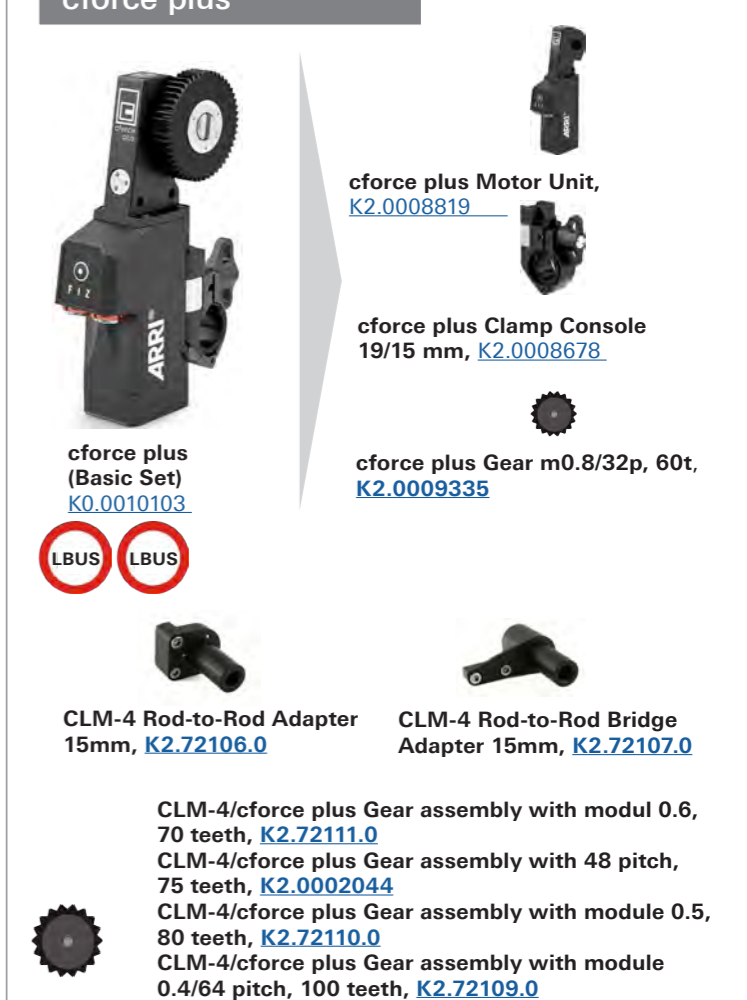 cforce plus
cforce
plus
F I Z
ARRI
cforce plus Motor Unit,
K2.0008819
F I Z
ARRI
cforce plus Clamp Console
19/15 mm, K2.0008678
cforce plus
(Basic Set)
K0.0010103
cforce plus Gear m0.8/32p, 60t,
K2.0009335
LBUS LBUS
CLM-4 Rod-to-Rod Adapter
15mm, K2.72106.0
CLM-4 Rod-to-Rod Bridge
Adapter 15mm, K2.72107.0
CLM-4/cforce plus Gear assembly with modul 0.6,
70 teeth, K2.72111.0
CLM-4/cforce plus Gear assembly with 48 pitch,
75 teeth, K2.0002044
CLM-4/cforce plus Gear assembly with module 0.5,
80 teeth, K2.72110.0
CLM-4/cforce plus Gear assembly with module
0.4/64 pitch, 100 teeth, K2.72109.0